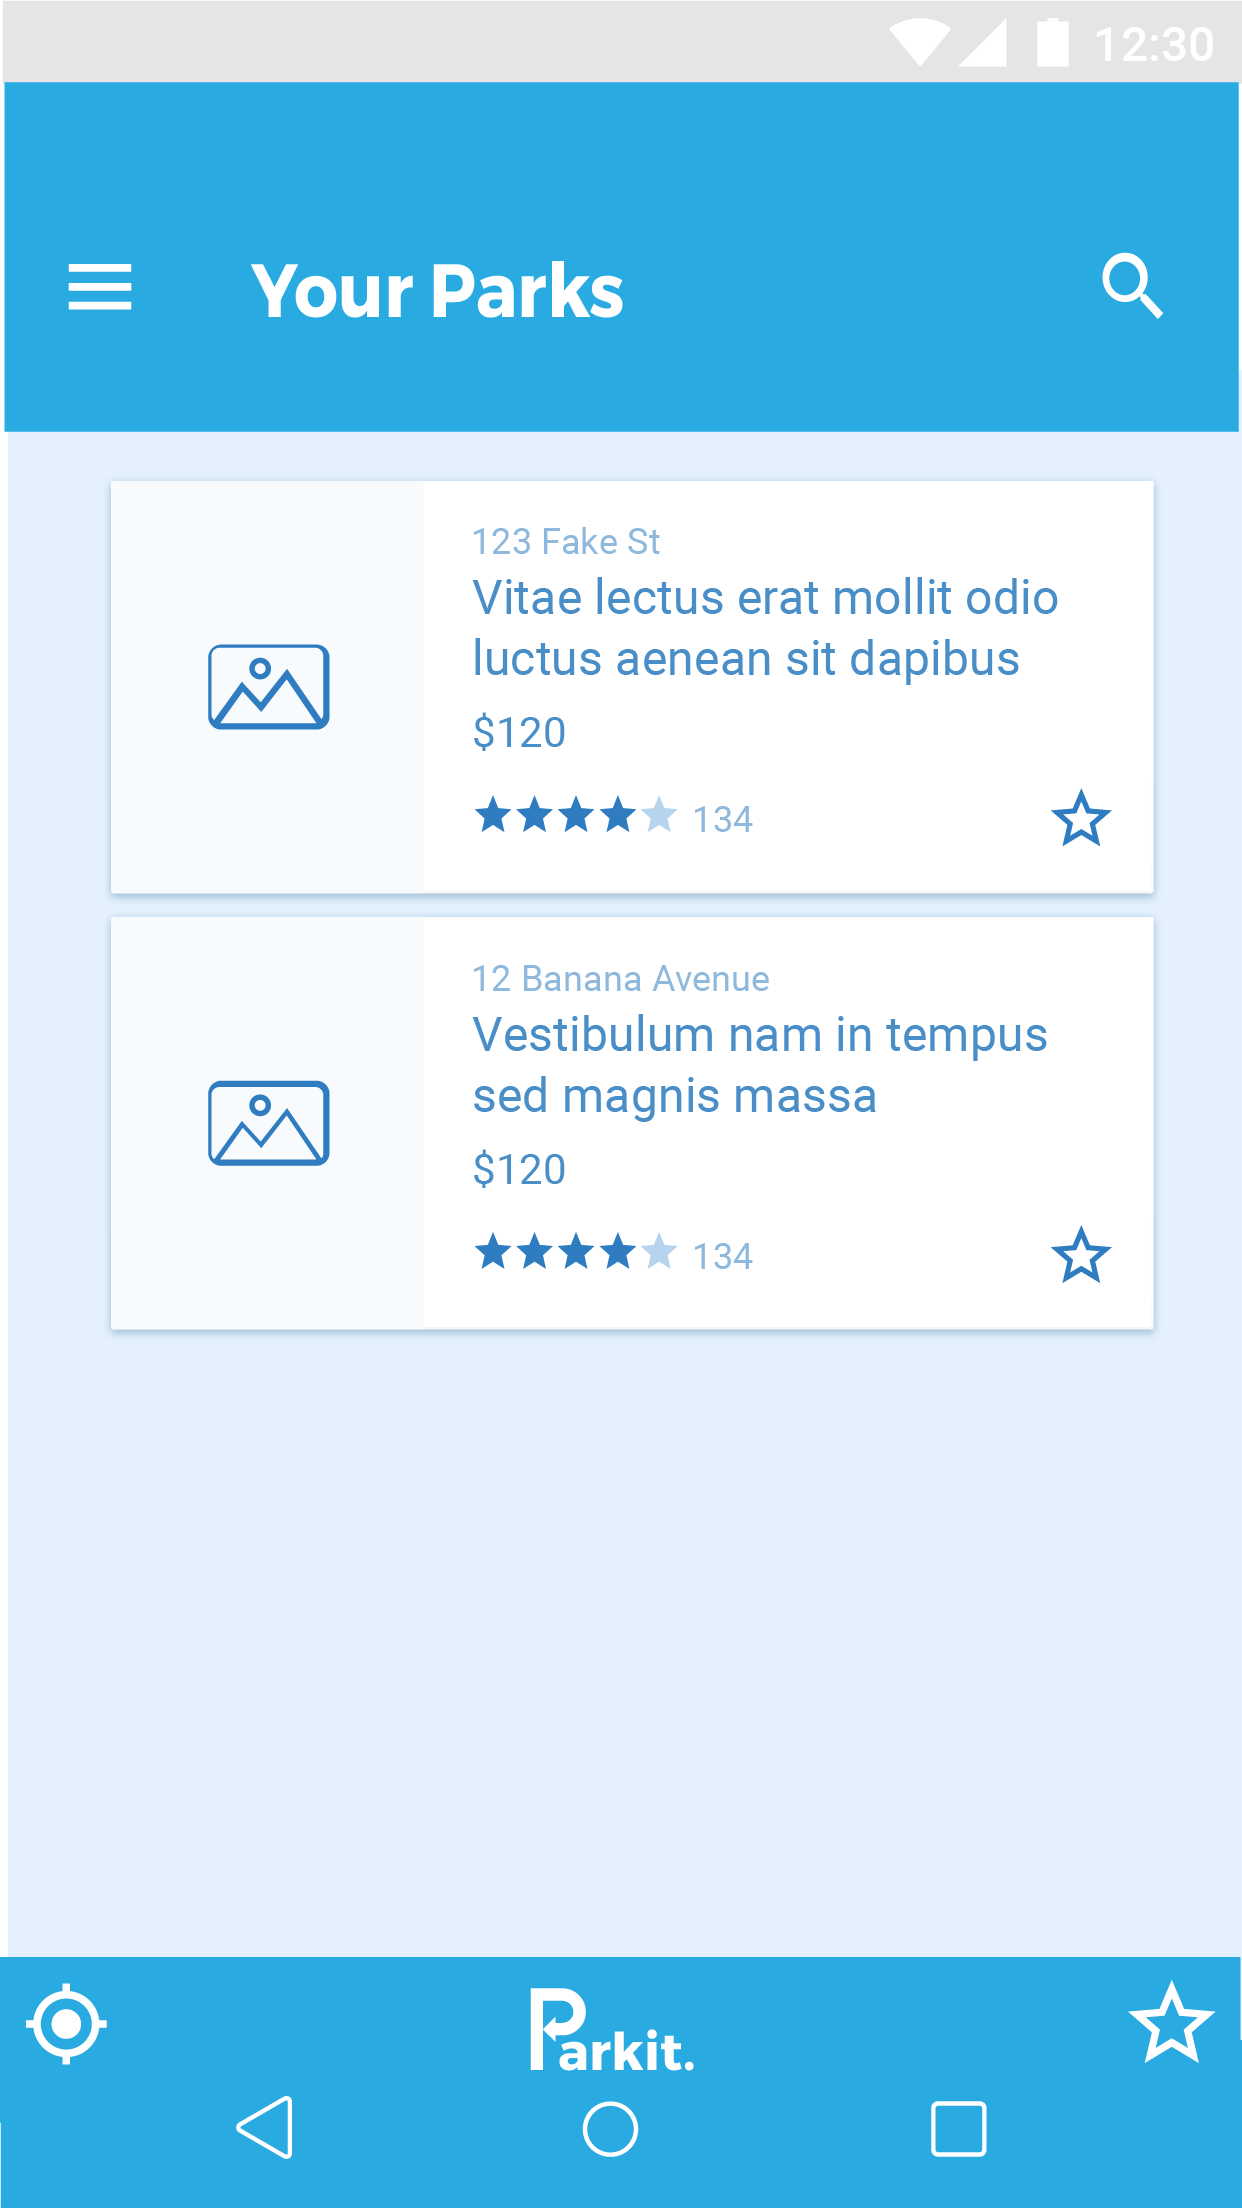 12:30
Your Parks
123 Fake St
Vitae lectus erat mollit odio
luctus aenean sit dapibus
$120
134
12 Banana Avenue
Vestibulum nam in tempus
sed magnis massa
$120
134
Parkit.